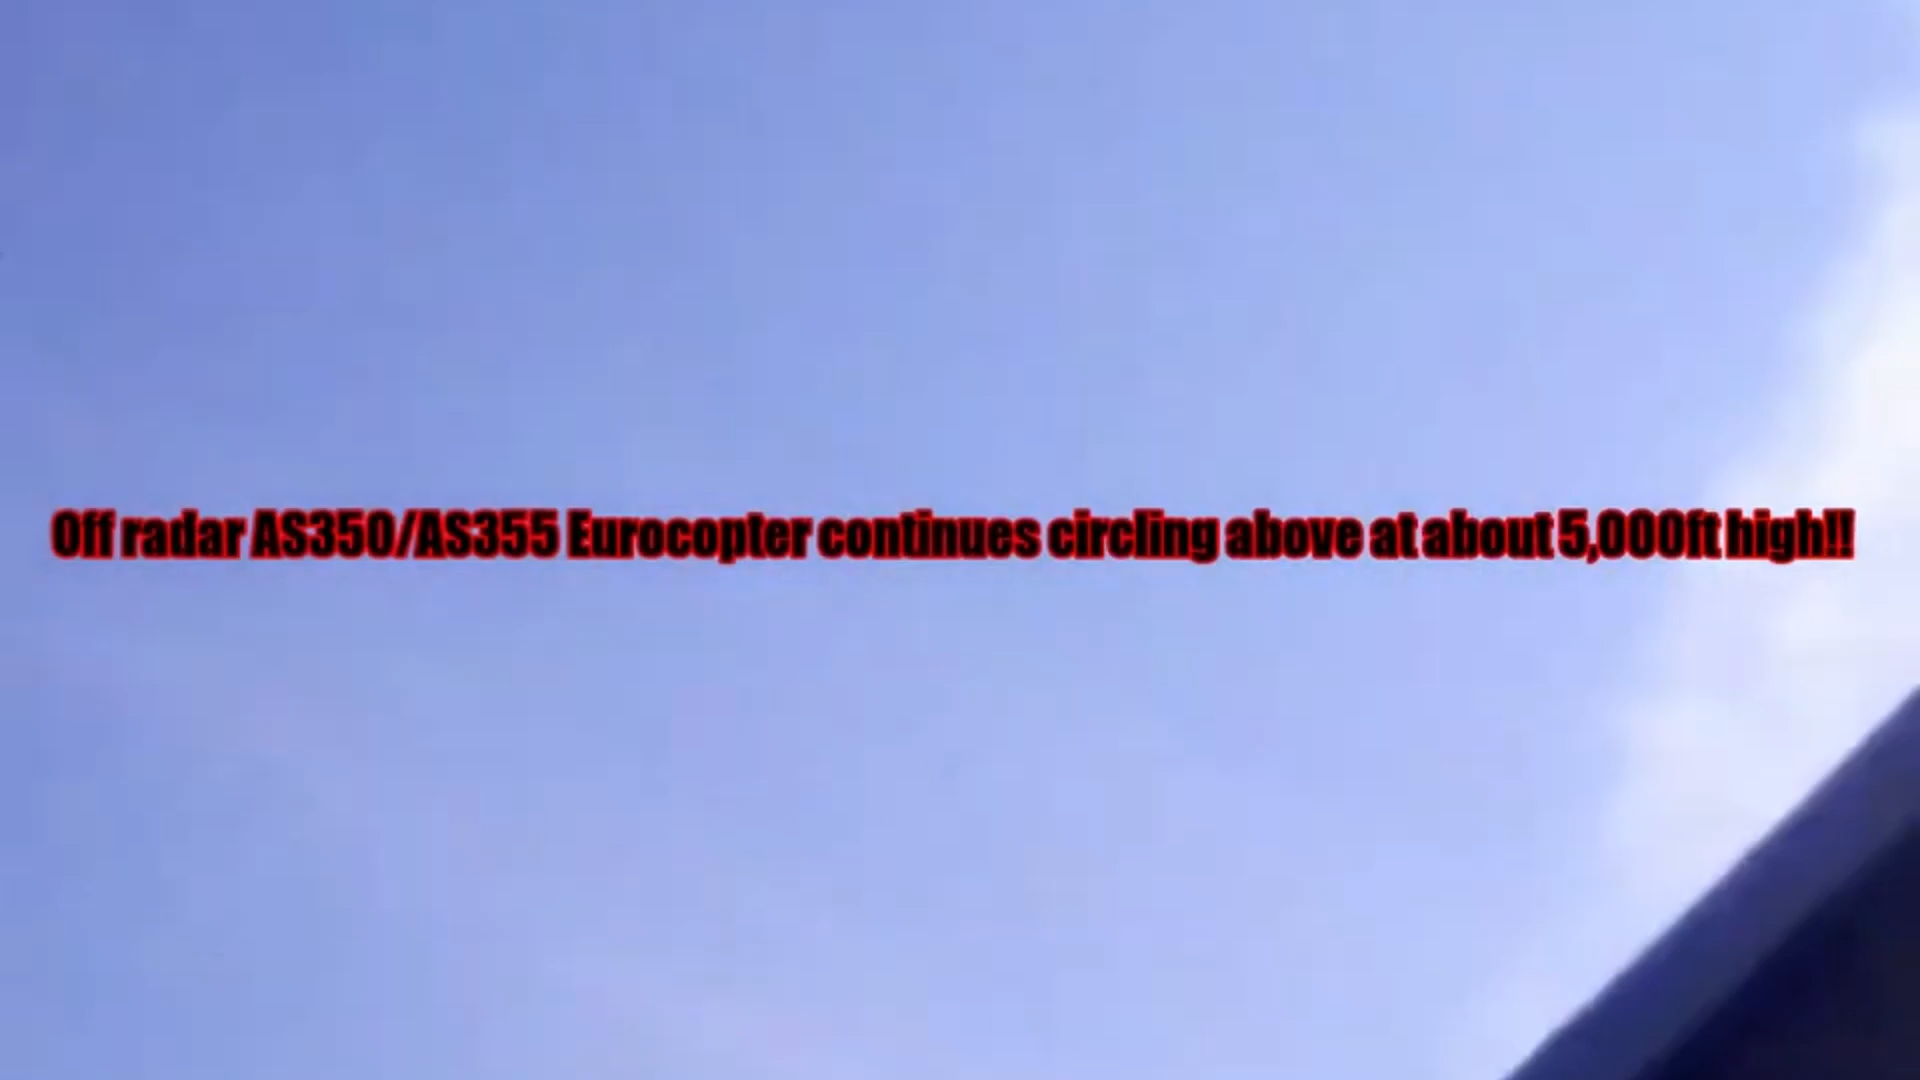 Off radar AS350/AS355 Eurocopter continues circling above at about 5,000ft high!!